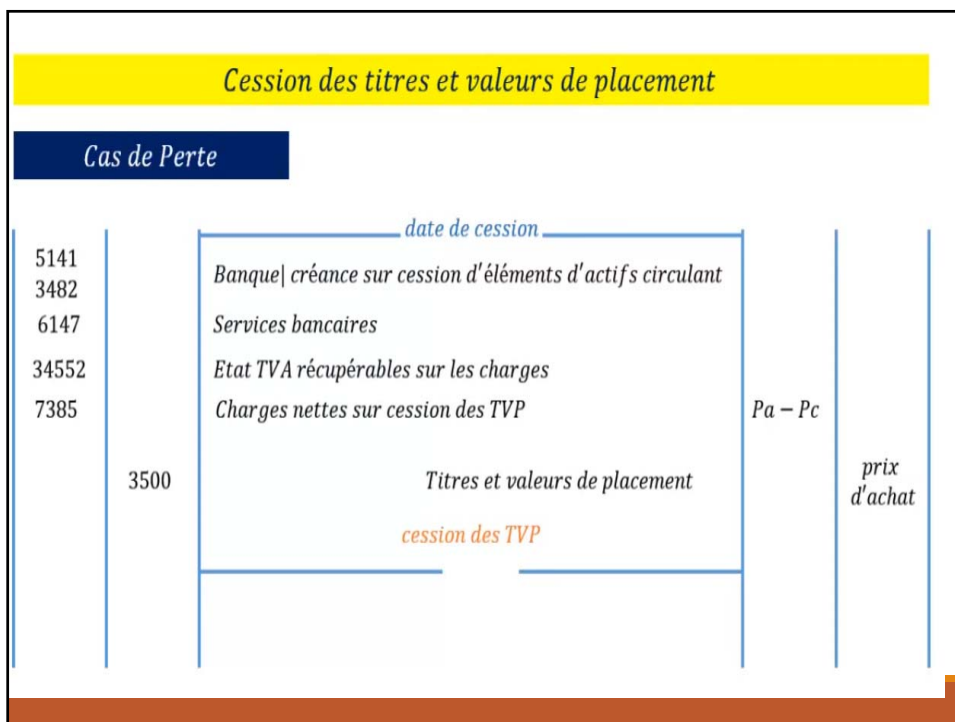 Cession des titres et valeurs de placement
Cas de Perte
date de cession
5141
3482
Banque| créance sur cession d'éléments d'actifs circulant
6147 Services bancaires
34552 Etat TVA récupérables sur les charges
7385 Charges nettes sur cession des TVP Pa − Pc
3500 Titres et valeurs de placement prix d'achat
cession des TVP